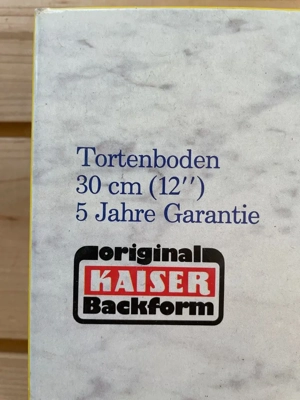 Tortenboden
30 cm (12'')
5 Jahre Garantie
original
KAISER
Backform